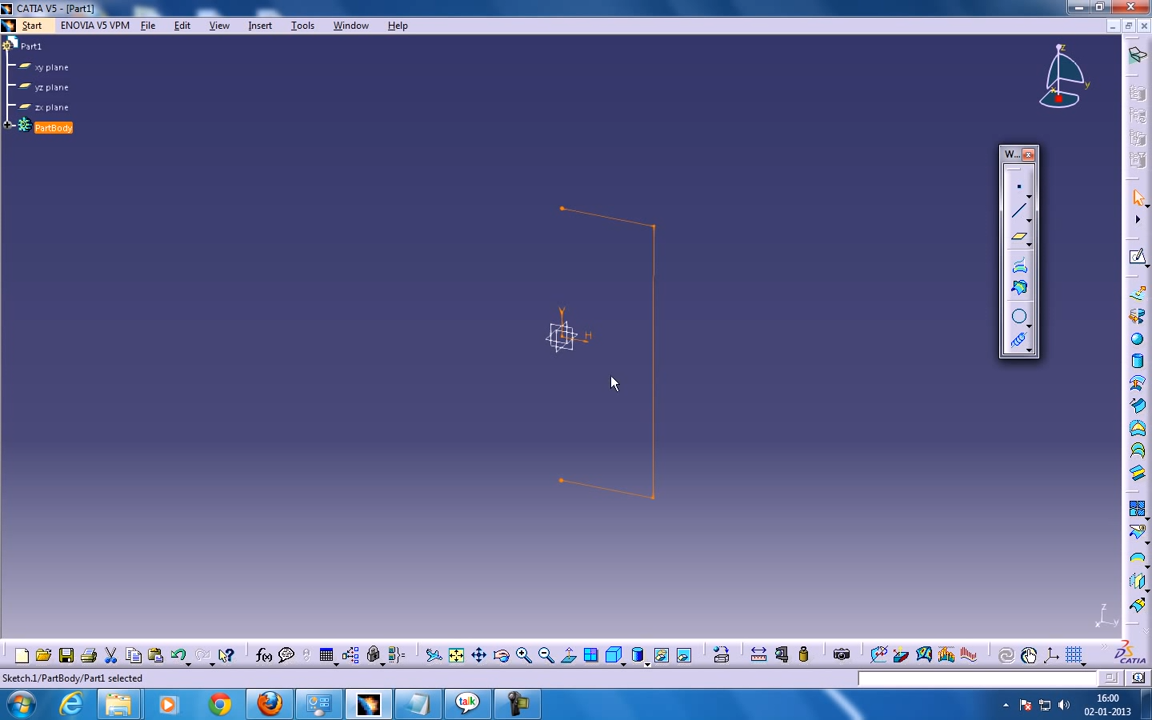 CATIA V5 - [Part1]
Start ENOVIA V5 VPM File Edit View Insert Tools Window Help
Part1
xy plane
yz plane
zx plane
PartBody
z
y
W...
V
H
z
x y
f(x)
CATIA
Sketch.1/PartBody/Part1 selected
talk
16:00
02-01-2013